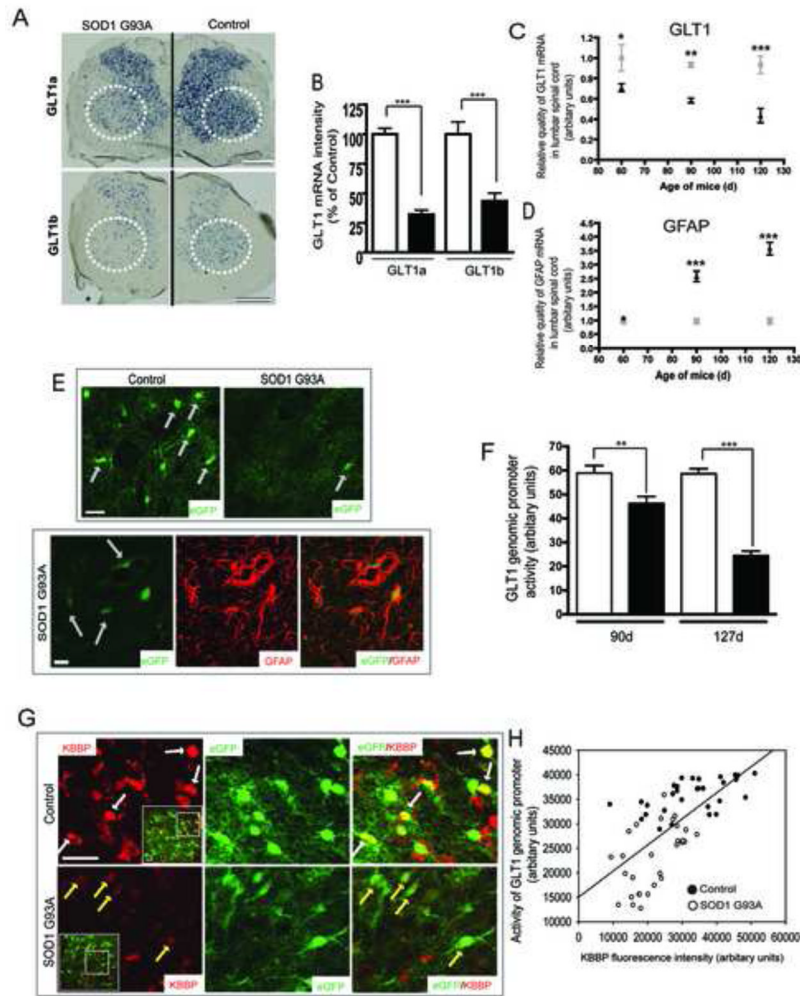 A
SOD1 G93A Control
GLT1a
GLT1b
B
GLT1 mRNA intensity
(% of Control)
125
100
75
50
25
0
***
***
GLT1a
GLT1b
C
GLT1
Relative quatity of GLT1 mRNA
in lumbar spinal cord
(arbitary units)
1.2
1.0
0.8
0.6
0.4
0.2
0.0
*
**
***
50 60 70 80 90 100 110 120 130
Age of mice (d)
D
GFAP
Relative quality of GFAP mRNA
in lumbar spinal cord
(arbitary units)
4.5
4.0
3.5
3.0
2.5
2.0
1.5
1.0
0.5
0.0
***
***
50 60 70 80 90 100 110 120 130
Age of mice (d)
E
Control SOD1 G93A
eGFP
eGFP
SOD1 G93A
eGFP
GFAP
eGFP/GFAP
F
GLT1 genomic promoter
activity (arbitary units)
70
60
50
40
30
20
10
0
**
***
90d
127d
G
Control
KBBP
eGFP
eGFP/KBBP
SOD1 G93A
KBBP
eGFP
eGFP/KBBP
H
Activity of GLT1 genomic promoter
(arbitary units)
45000
40000
35000
30000
25000
20000
15000
10000
Control
SOD1 G93A
0 10000 20000 30000 40000 50000 60000
KBBP fluorescence intensity (arbitary units)